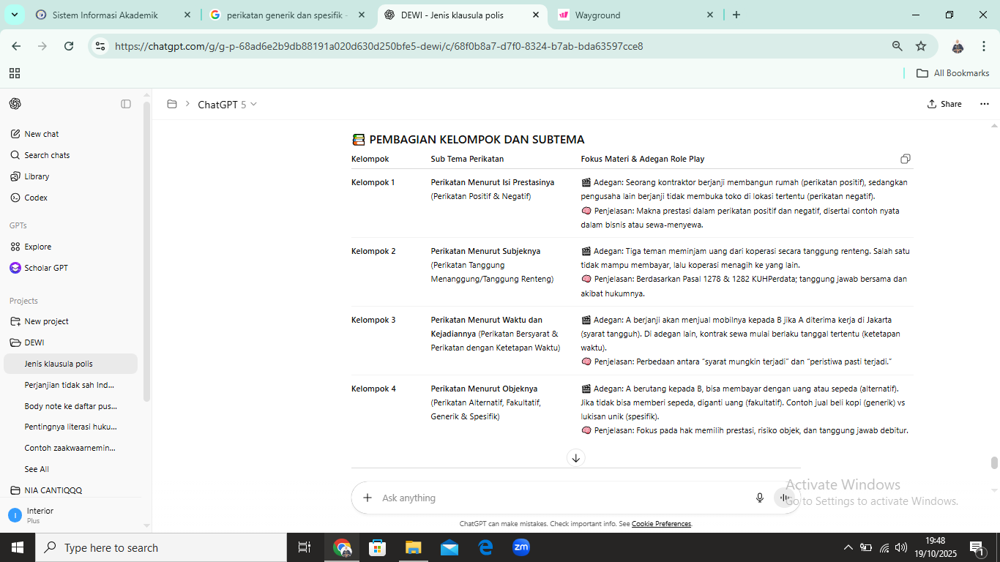 Sistem Informasi Akademik
perikatan generik dan spesifik -
DEWI - Jenis klausula polis
Wayground
https://chatgpt.com/g/g-p-68ad6e2b9db88191a020d630d250bfe5-dewi/c/68f0b8a7-d7f0-8324-b7ab-bda63597cce8
All Bookmarks
ChatGPT 5
Share
New chat
Search chats
Library
Codex
GPTs
Explore
Scholar GPT
Projects
New project
DEWI
Jenis klausula polis
Perjanjian tidak sah Ind...
Body note ke daftar pus...
Pentingnya literasi huku...
Contoh zaakwaarnemin...
See All
NIA CANTIQQQ
Interior
Plus
PEMBAGIAN KELOMPOK DAN SUBTEMA
Kelompok
Sub Tema Perikatan
Fokus Materi & Adegan Role Play
Kelompok 1
Perikatan Menurut Isi Prestasinya
(Perikatan Positif & Negatif)
Adegan: Seorang kontraktor berjanji membangun rumah (perikatan positif), sedangkan
pengusaha lain berjanji tidak membuka toko di lokasi tertentu (perikatan negatif).
Penjelasan: Makna prestasi dalam perikatan positif dan negatif, disertai contoh nyata
dalam bisnis atau sewa-menyewa.
Kelompok 2
Perikatan Menurut Subjeknya
(Perikatan Tanggung
Menanggung/Tanggung Renteng)
Adegan: Tiga teman meminjam uang dari koperasi secara tanggung renteng. Salah satu
tidak mampu membayar, lalu koperasi menagih ke yang lain.
Penjelasan: Berdasarkan Pasal 1278 & 1282 KUHPerdata; tanggung jawab bersama dan
akibat hukumnya.
Kelompok 3
Perikatan Menurut Waktu dan
Kejadiannya (Perikatan Bersyarat &
Perikatan dengan Ketetapan Waktu)
Adegan: A berjanji akan menjual mobilnya kepada B jika A diterima kerja di Jakarta
(syarat tangguh). Di adegan lain, kontrak sewa mulai berlaku tanggal tertentu (ketetapan
waktu).
Penjelasan: Perbedaan antara “syarat mungkin terjadi” dan “peristiwa pasti terjadi.”
Kelompok 4
Perikatan Menurut Objeknya
(Perikatan Alternatif, Fakultatif,
Generik & Spesifik)
Adegan: A berutang kepada B, bisa membayar dengan uang atau sepeda (alternatif).
Jika tidak bisa memberi sepeda, diganti uang (fakultatif). Contoh jual beli kopi (generik) vs
lukisan unik (spesifik).
Penjelasan: Fokus pada hak memilih prestasi, risiko objek, dan tanggung jawab debitur.
Ask anything
Activate Windows
Go to Settings to activate Windows.
ChatGPT can make mistakes. Check important info. See Cookie Preferences.
Type here to search
zm
19:48
19/10/2025
1